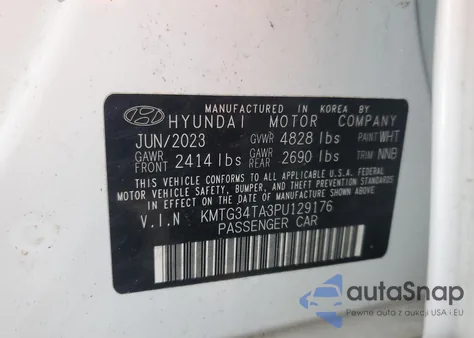 MANUFACTURED IN KOREA BY
HYUNDAI MOTOR COMPANY
JUN/2023 GVWR 4828 lbs PAINT WHT
GAWR FRONT 2414 lbs GAWR REAR 2690 lbs TRIM NNB
THIS VEHICLE CONFORMS TO ALL APPLICABLE U.S. FEDERAL
MOTOR VEHICLE SAFETY, BUMPER, AND THEFT PREVENTION
STANDARDS IN EFFECT ON THE DATE OF MANUFACTURE SHOWN ABOVE.
V.I.N KMTG34TA3PU129176
PASSENGER CAR
autoSnap
Pewne auta z aukcji USA i EU